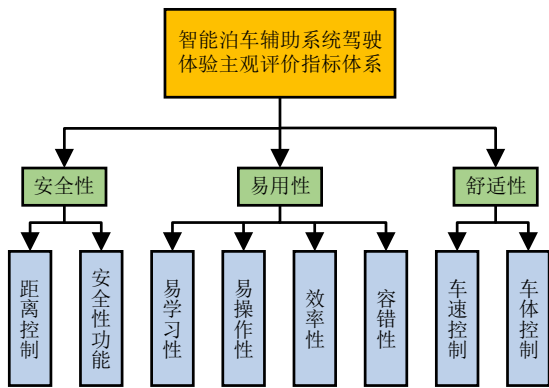 智能泊车辅助系统驾驶
体验主观评价指标体系
安全性
易用性
舒适性
距离控制
安全性功能
易学习性
易操作性
效率性
容错性
车速控制
车体控制